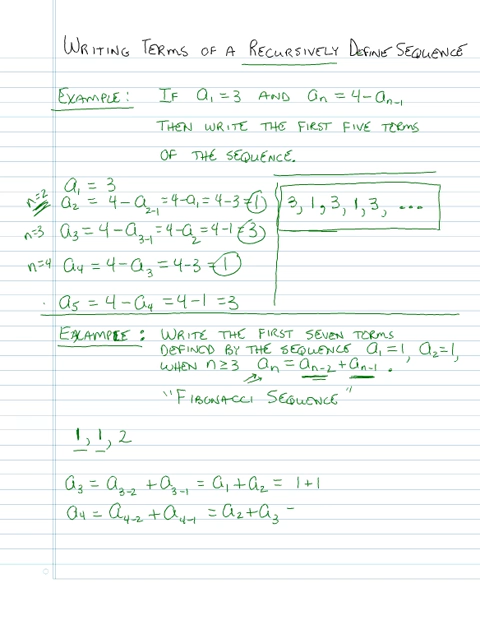 WRITING TERMS OF A RECURSIVELY DEFINE SEQUENCE
EXAMPLE: IF a₁ = 3 AND aₙ = 4 - aₙ₋₁
THEN WRITE THE FIRST FIVE TERMS
OF THE SEQUENCE.
a₁ = 3
n=2 a₂ = 4 - a₂₋₁ = 4 - a₁ = 4 - 3 = 1
3, 1, 3, 1, 3, ...
n=3 a₃ = 4 - a₃₋₁ = 4 - a₂ = 4 - 1 = 3
n=4 a₄ = 4 - a₃ = 4 - 3 = 1
a₅ = 4 - a₄ = 4 - 1 = 3
EXAMPLE: WRITE THE FIRST SEVEN TERMS
DEFINED BY THE SEQUENCE a₁ = 1, a₂ = 1,
WHEN n ≥ 3 aₙ = aₙ₋₂ + aₙ₋₁.
"FIBONACCI SEQUENCE"
1, 1, 2
a₃ = a₃₋₂ + a₃₋₁ = a₁ + a₂ = 1 + 1
a₄ = a₄₋₂ + a₄₋₁ = a₂ + a₃ -